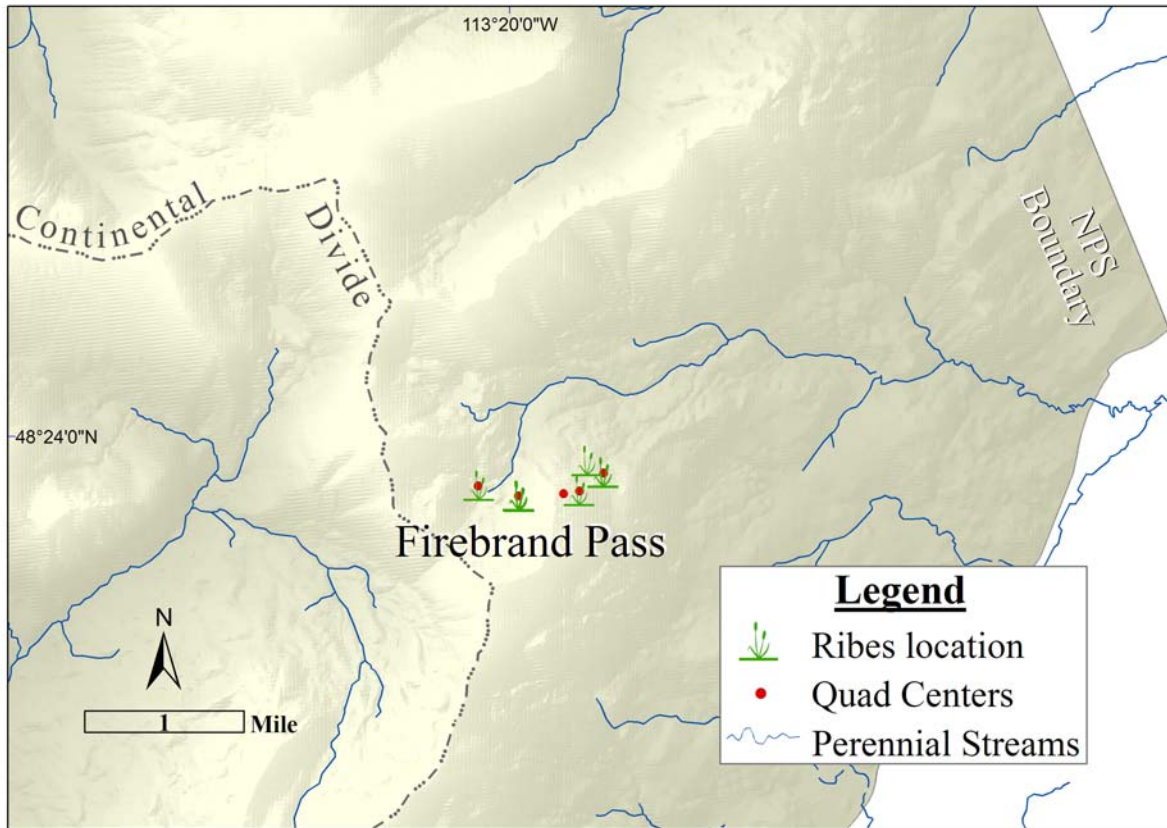 113°20'0"W
Continental
Divide
NPS
Boundary
48°24'0"N
Firebrand Pass
N
1 Mile
Legend
Ribes location
Quad Centers
Perennial Streams